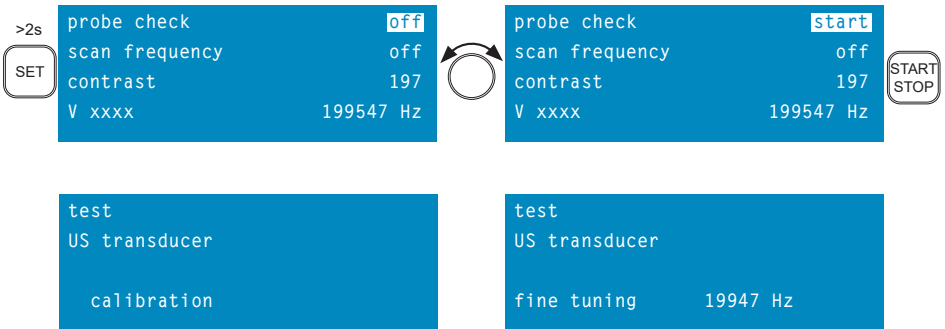 >2s
SET
probe check off
scan frequency off
contrast 197
V xxxx 199547 Hz
probe check start
scan frequency off
contrast 197
V xxxx 199547 Hz
START
STOP
test
US transducer
calibration
test
US transducer
fine tuning 19947 Hz